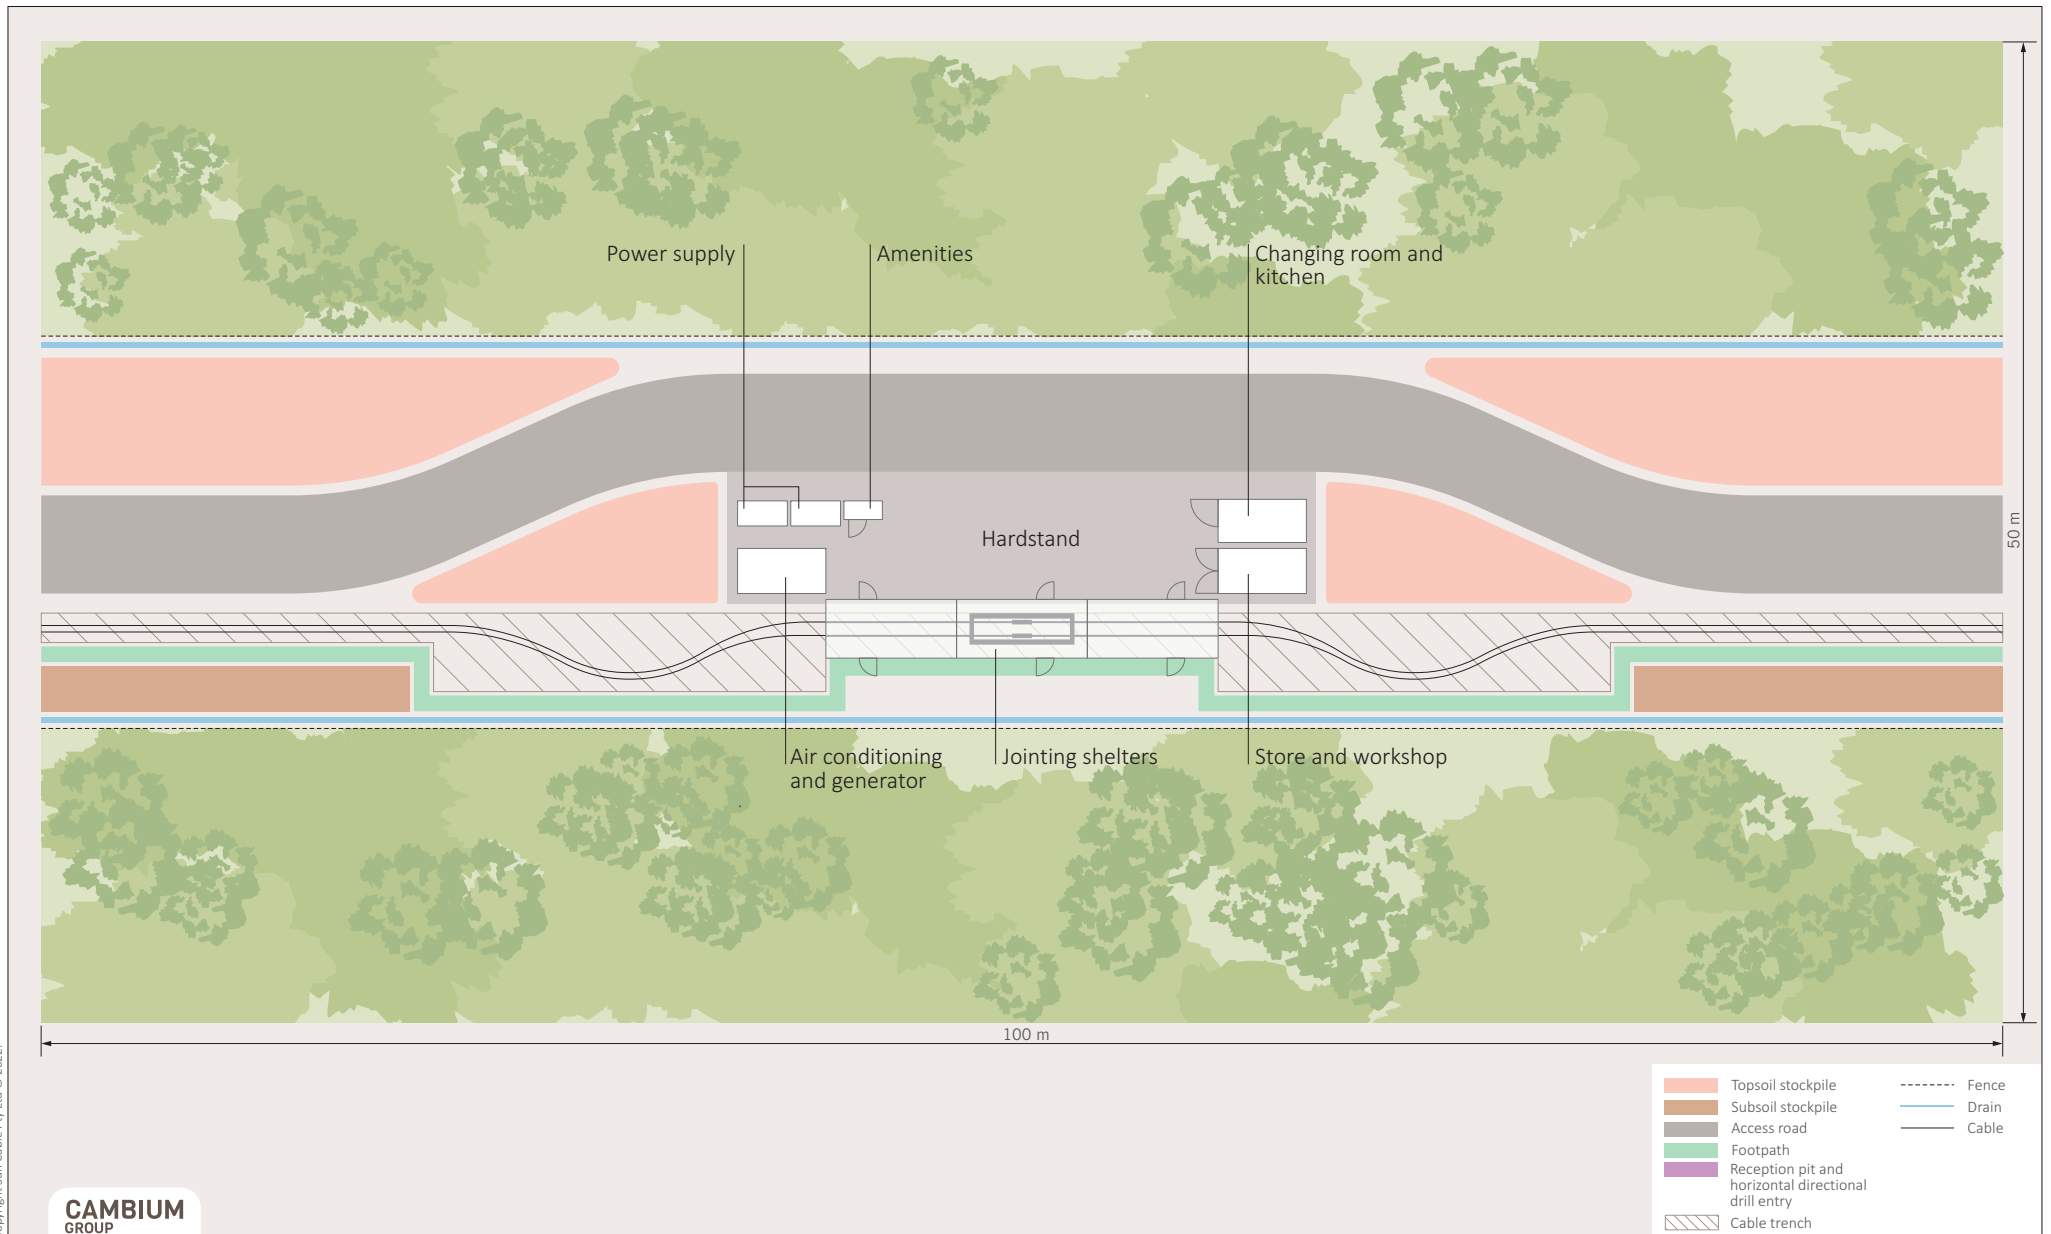 Power supply
Amenities
Changing room and
kitchen
Hardstand
50 m
Air conditioning
and generator
Jointing shelters
Store and workshop
100 m
Topsoil stockpile
Subsoil stockpile
Access road
Footpath
Reception pit and
horizontal directional
drill entry
Cable trench
Fence
Drain
Cable
CAMBIUM
GROUP